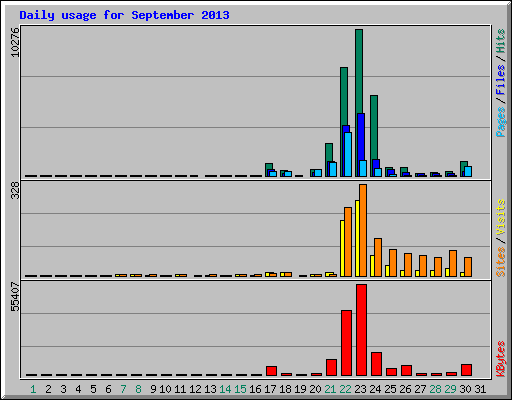 Daily usage for September 2013
10276
Pages / Files / Hits
328
Sites / Visits
55407
KBytes
1 2 3 4 5 6 7 8 9 10 11 12 13 14 15 16 17 18 19 20 21 22 23 24 25 26 27 28 29 30 31